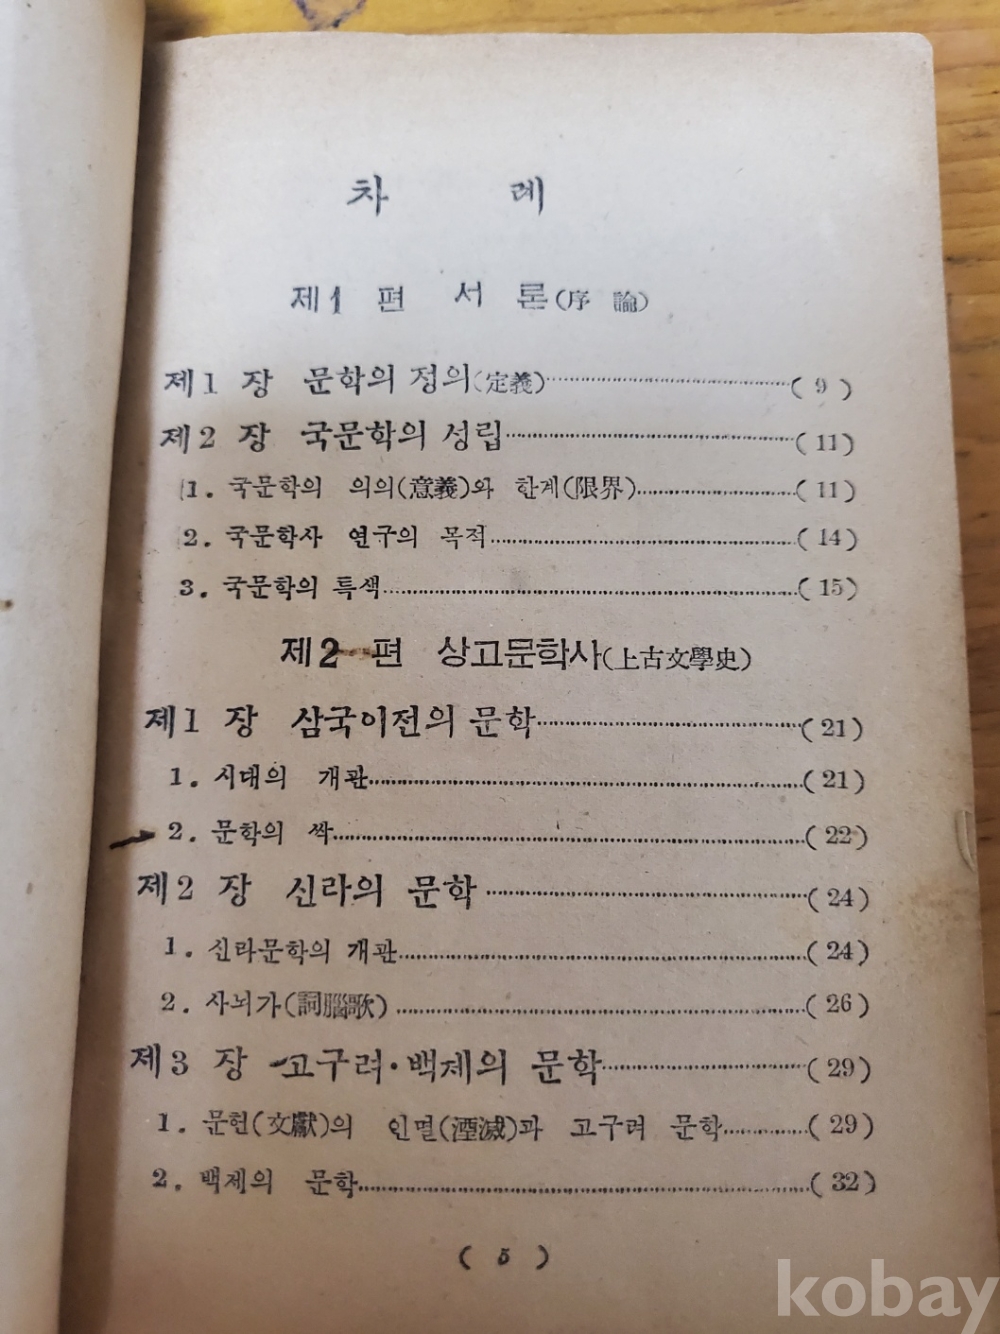 차 례
제1 편 서 론(序 論)
제1 장 문학의 정의(定義)……………………( 9 )
제2 장 국문학의 성립……………………(11)
1. 국문학의 의의(意義)와 한계(限界)……………(11)
2. 국문학사 연구의 목적……………………(14)
3. 국문학의 특색……………………(15)
제2 편 상고문학사(上古文學史)
제1 장 삼국이전의 문학……………………(21)
1. 시대의 개관……………………(21)
2. 문학의 싹……………………(22)
제2 장 신라의 문학……………………(24)
1. 신라문학의 개관……………………(24)
2. 사뇌가(詞腦歌)……………………(26)
제3 장 고구려·백제의 문학……………………(29)
1. 문헌(文獻)의 인멸(湮滅)과 고구려 문학…………(29)
2. 백제의 문학……………………(32)
( 5 )
kobay